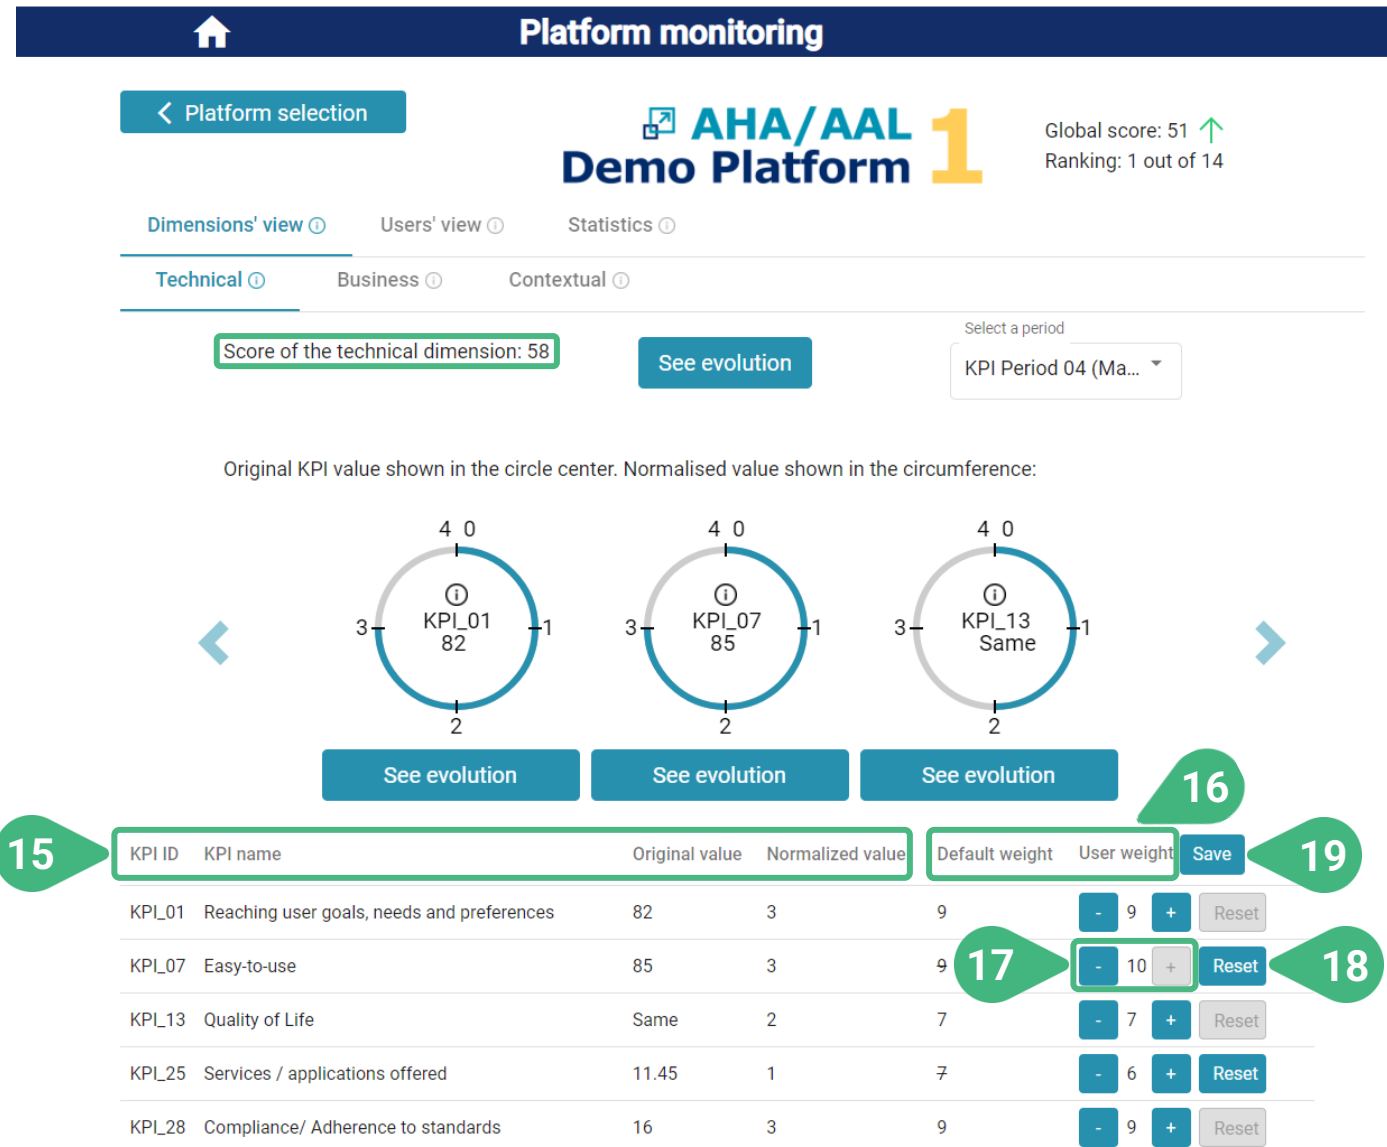 Platform monitoring
Platform selection
AHA/AAL
Demo Platform 1
Global score: 51
Ranking: 1 out of 14
Dimensions' view Users' view Statistics
Technical Business Contextual
Score of the technical dimension: 58
See evolution
Select a period
KPI Period 04 (Ma...
Original KPI value shown in the circle center. Normalised value shown in the circumference:
4 0 4 0 4 0
KPI_01 KPI_07 KPI_13
3 1 3 1 3 1
82 85 Same
2 2 2
See evolution See evolution See evolution
16
15 KPI ID KPI name Original value Normalized value Default weight User weight Save 19
KPI_01 Reaching user goals, needs and preferences 82 3 9 - 9 + Reset
KPI_07 Easy-to-use 85 3 9 17 - 10 + Reset 18
KPI_13 Quality of Life Same 2 7 - 7 + Reset
KPI_25 Services / applications offered 11.45 1 7 - 6 + Reset
KPI_28 Compliance/ Adherence to standards 16 3 9 - 9 + Reset